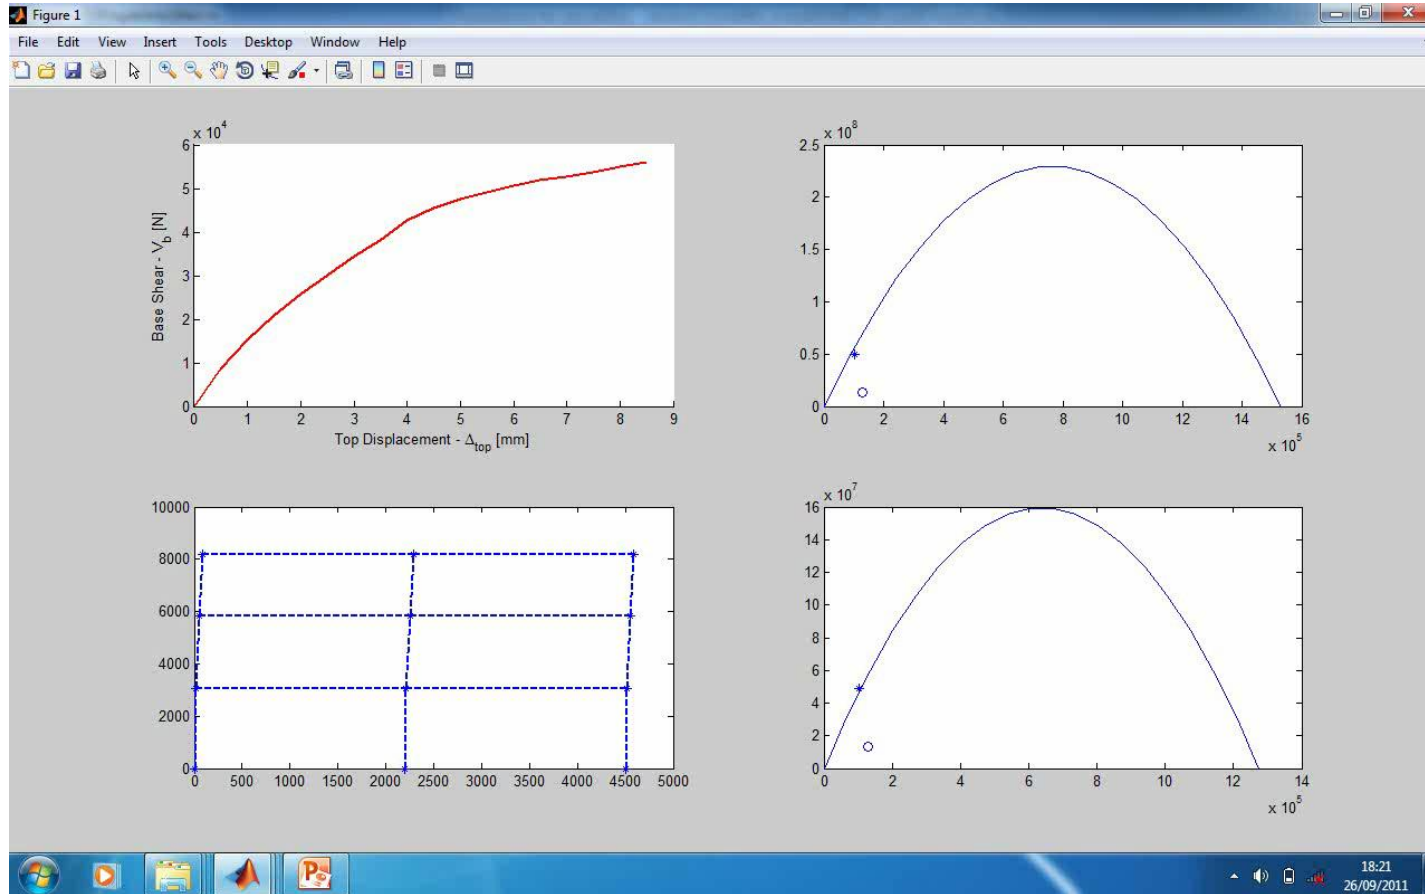 Figure 1
File Edit View Insert Tools Desktop Window Help
x 10^4
6
5
4
3
2
1
0
Base Shear - V_b [N]
0 1 2 3 4 5 6 7 8 9
Top Displacement - Δ_top [mm]
x 10^8
2.5
2
1.5
1
0.5
0
0 2 4 6 8 10 12 14 16
x 10^5
10000
8000
6000
4000
2000
0
0 500 1000 1500 2000 2500 3000 3500 4000 4500 5000
x 10^7
16
14
12
10
8
6
4
2
0
0 2 4 6 8 10 12 14
x 10^5
18:21
26/09/2011